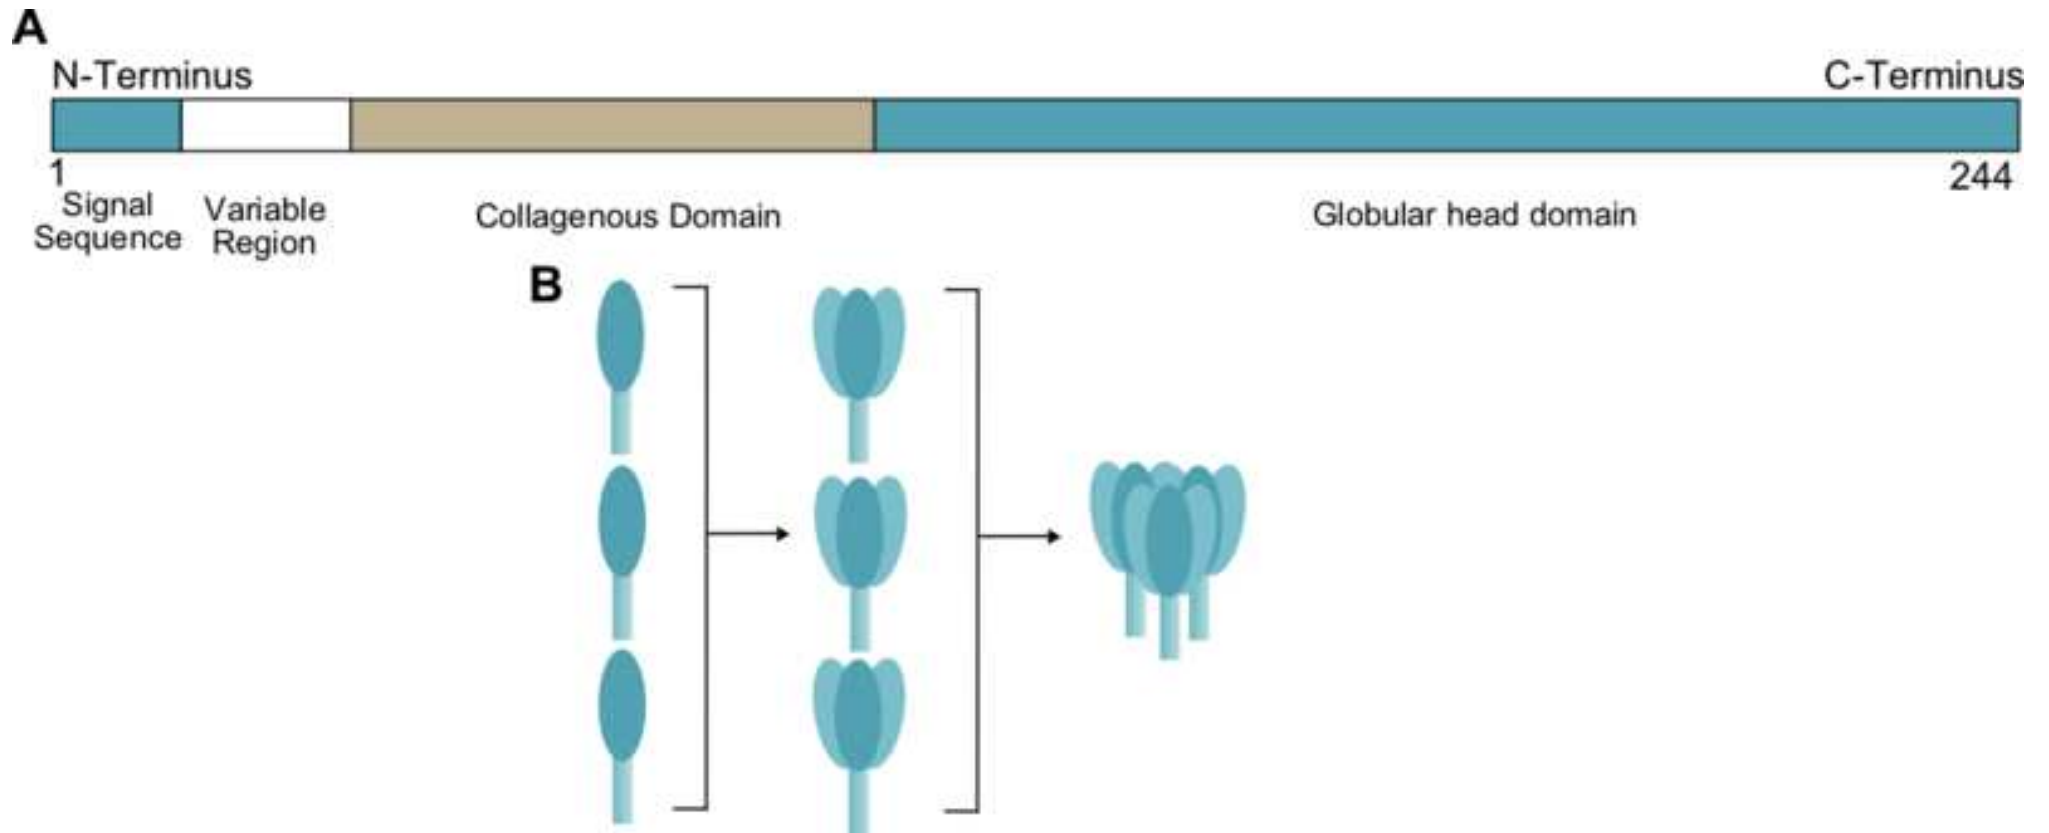 A
N-Terminus
C-Terminus
1
244
Signal
Sequence
Variable
Region
Collagenous Domain
Globular head domain
B